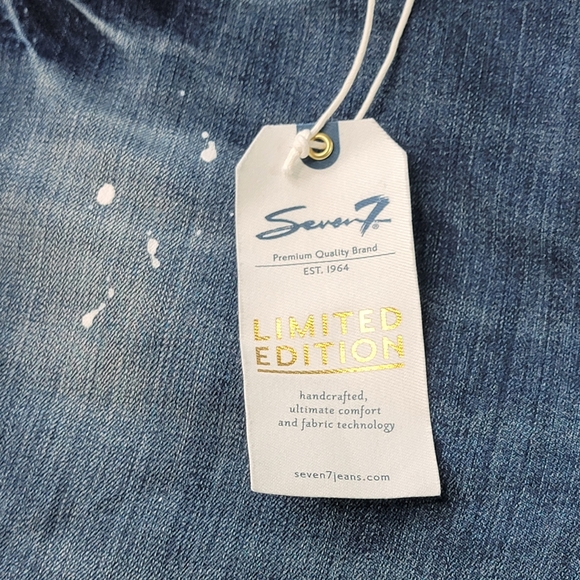 Seven7®
Premium Quality Brand
EST. 1964
LIMITED
EDITION
handcrafted,
ultimate comfort
and fabric technology
seven7jeans.com